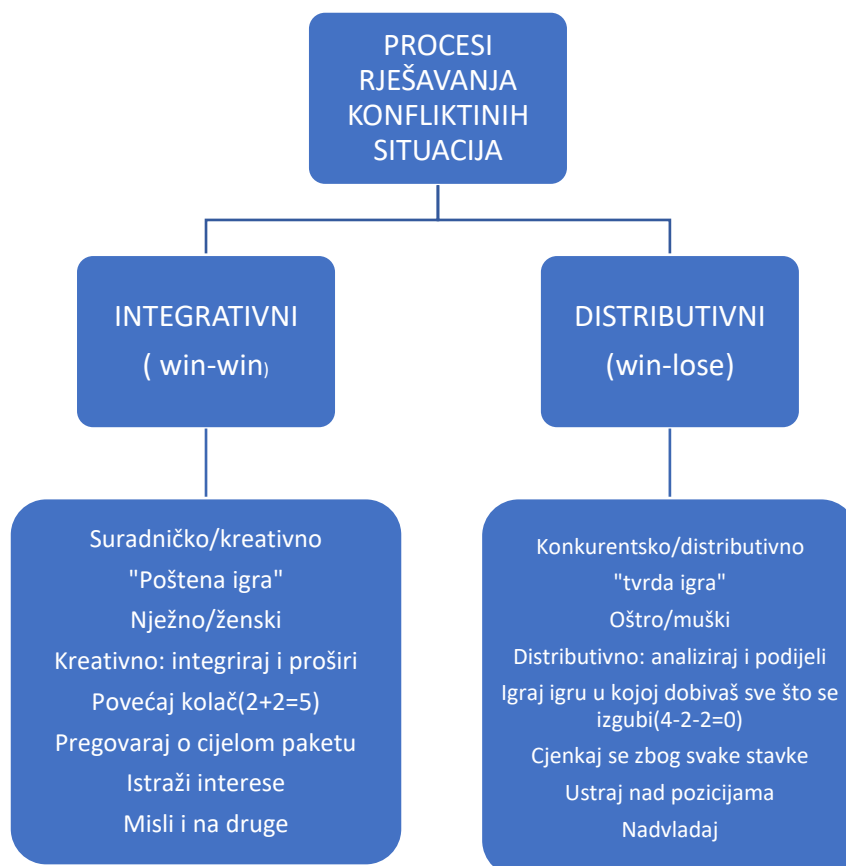 PROCESI
RJEŠAVANJA
KONFLIKTINIH
SITUACIJA
INTEGRATIVNI
( win-win)
DISTRIBUTIVNI
(win-lose)
Suradničko/kreativno
"Poštena igra"
Nježno/ženski
Kreativno: integriraj i proširi
Povećaj kolač(2+2=5)
Pregovaraj o cijelom paketu
Istraži interese
Misli i na druge
Konkurentsko/distributivno
"tvrda igra"
Oštro/muški
Distributivno: analiziraj i podijeli
Igraj igru u kojoj dobivaš sve što se
izgubi(4-2-2=0)
Cjenkaj se zbog svake stavke
Ustraj nad pozicijama
Nadvladaj